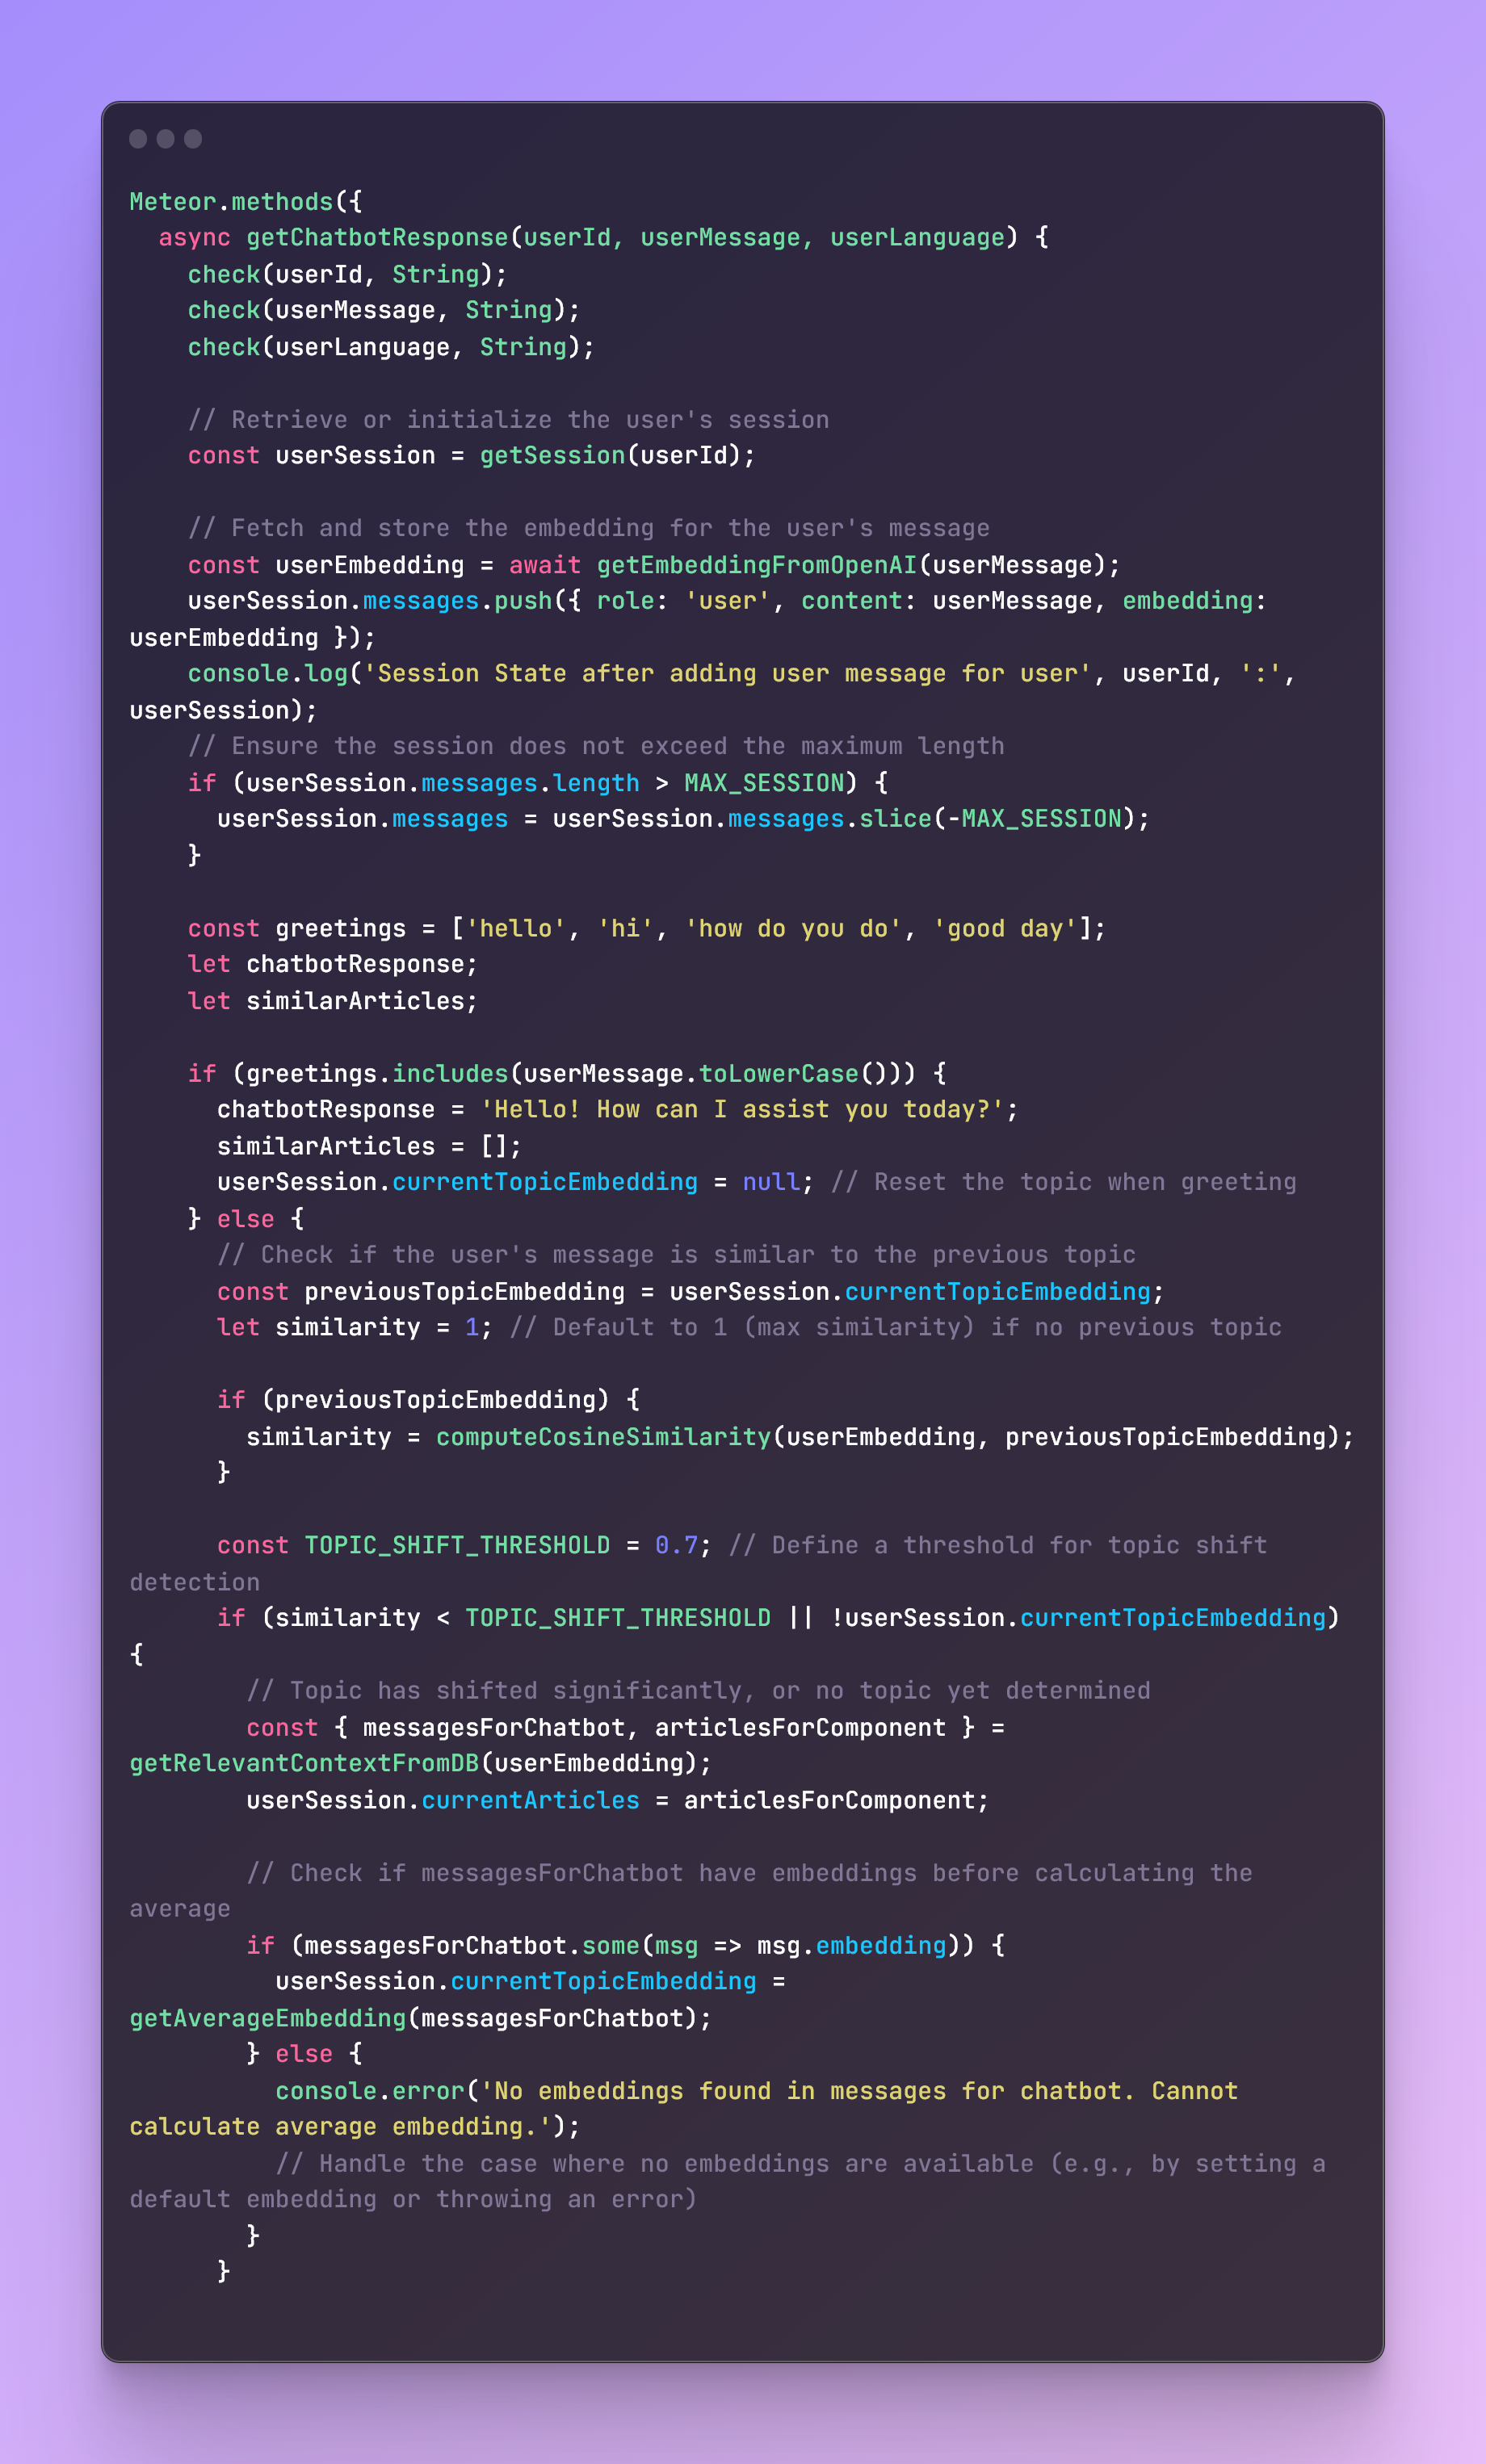 Meteor.methods({
  async getChatbotResponse(userId, userMessage, userLanguage) {
    check(userId, String);
    check(userMessage, String);
    check(userLanguage, String);

    // Retrieve or initialize the user's session
    const userSession = getSession(userId);

    // Fetch and store the embedding for the user's message
    const userEmbedding = await getEmbeddingFromOpenAI(userMessage);
    userSession.messages.push({ role: 'user', content: userMessage, embedding:
userEmbedding });
    console.log('Session State after adding user message for user', userId, ':',
userSession);
    // Ensure the session does not exceed the maximum length
    if (userSession.messages.length > MAX_SESSION) {
      userSession.messages = userSession.messages.slice(-MAX_SESSION);
    }

    const greetings = ['hello', 'hi', 'how do you do', 'good day'];
    let chatbotResponse;
    let similarArticles;

    if (greetings.includes(userMessage.toLowerCase())) {
      chatbotResponse = 'Hello! How can I assist you today?';
      similarArticles = [];
      userSession.currentTopicEmbedding = null; // Reset the topic when greeting
    } else {
      // Check if the user's message is similar to the previous topic
      const previousTopicEmbedding = userSession.currentTopicEmbedding;
      let similarity = 1; // Default to 1 (max similarity) if no previous topic

      if (previousTopicEmbedding) {
        similarity = computeCosineSimilarity(userEmbedding, previousTopicEmbedding);
      }

      const TOPIC_SHIFT_THRESHOLD = 0.7; // Define a threshold for topic shift
detection
      if (similarity < TOPIC_SHIFT_THRESHOLD || !userSession.currentTopicEmbedding)
{
        // Topic has shifted significantly, or no topic yet determined
        const { messagesForChatbot, articlesForComponent } =
getRelevantContextFromDB(userEmbedding);
        userSession.currentArticles = articlesForComponent;

        // Check if messagesForChatbot have embeddings before calculating the
average
        if (messagesForChatbot.some(msg => msg.embedding)) {
          userSession.currentTopicEmbedding =
getAverageEmbedding(messagesForChatbot);
        } else {
          console.error('No embeddings found in messages for chatbot. Cannot
calculate average embedding.');
          // Handle the case where no embeddings are available (e.g., by setting a
default embedding or throwing an error)
        }
      }